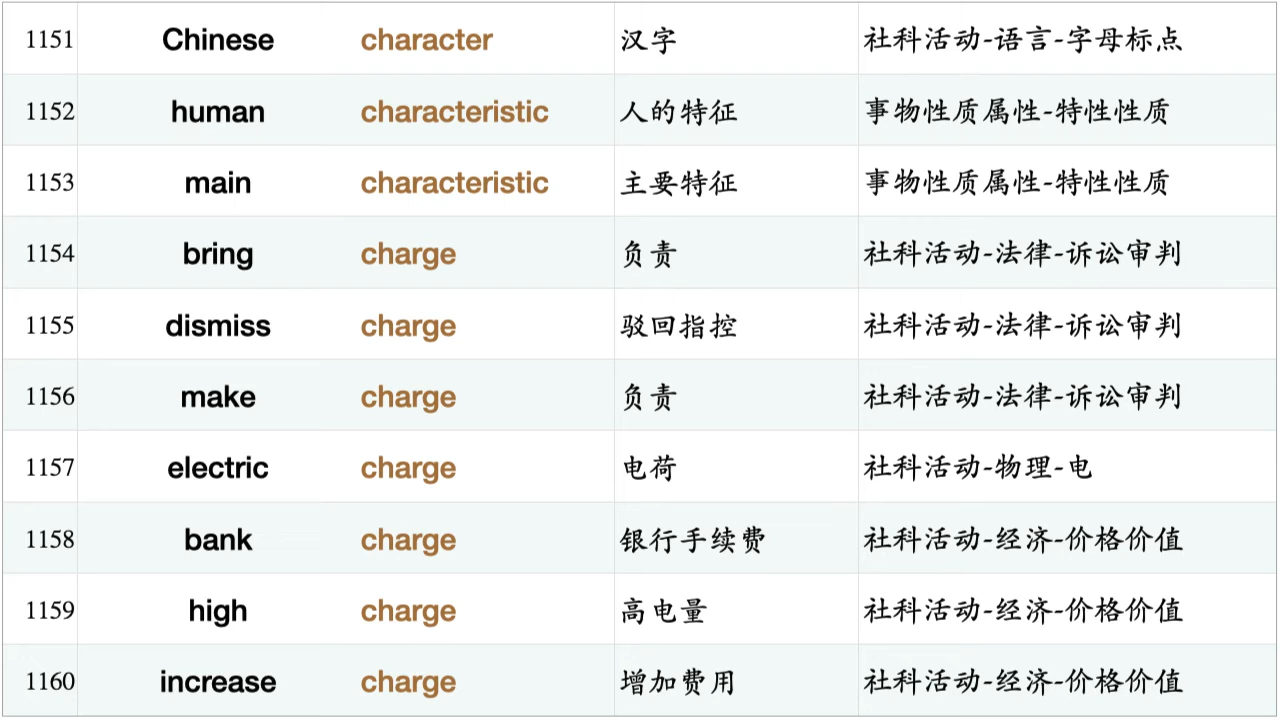 1151 Chinese character 汉字 社科活动-语言-字母标点
1152 human characteristic 人的特征 事物性质属性-特性性质
1153 main characteristic 主要特征 事物性质属性-特性性质
1154 bring charge 负责 社科活动-法律-诉讼审判
1155 dismiss charge 驳回指控 社科活动-法律-诉讼审判
1156 make charge 负责 社科活动-法律-诉讼审判
1157 electric charge 电荷 社科活动-物理-电
1158 bank charge 银行手续费 社科活动-经济-价格价值
1159 high charge 高电量 社科活动-经济-价格价值
1160 increase charge 增加费用 社科活动-经济-价格价值